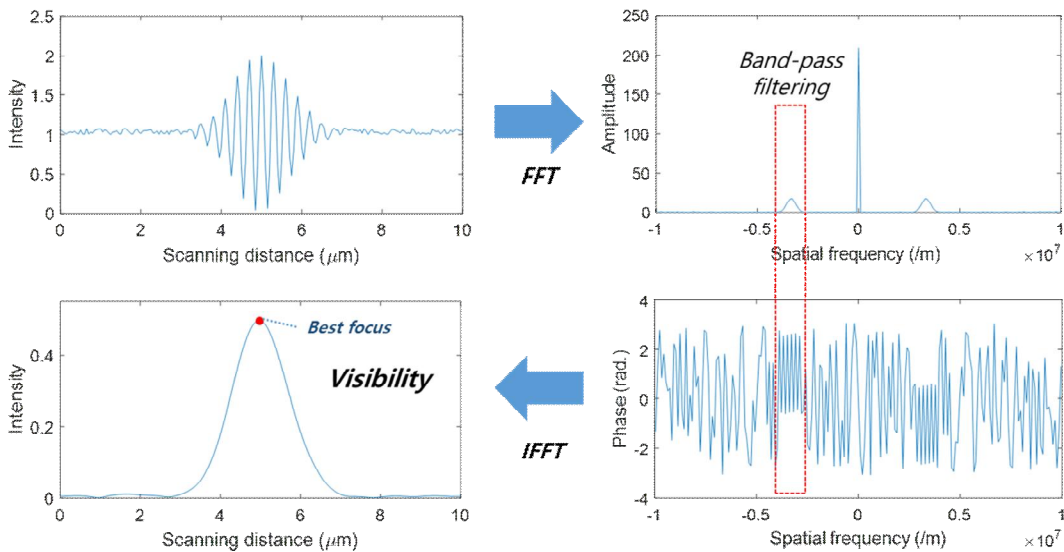 2.5
2
1.5
1
0.5
0
0 2 4 6 8 10
Intensity
Scanning distance (μm)
FFT
250
200
150
100
50
0
-1 -0.5 0 0.5 1
Amplitude
Band-pass
filtering
Spatial frequency (/m)
×10⁷
0.4
0.2
0
0 2 4 6 8 10
Intensity
Best focus
Visibility
Scanning distance (μm)
IFFT
4
2
0
-2
-4
-1 -0.5 0 0.5 1
Phase (rad.)
Spatial frequency (/m)
×10⁷